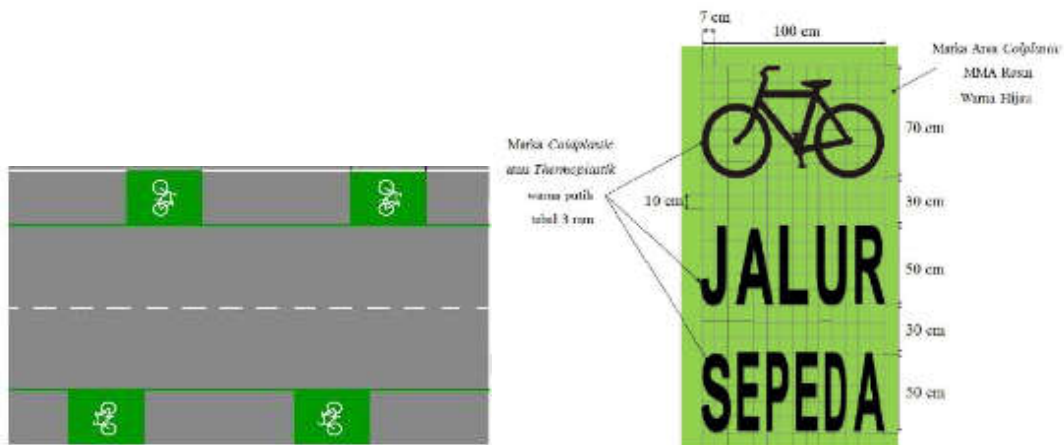 7 cm
100 cm
Marka Area Colplastic
MMA Resin
Warna Hijau
70 cm
Marka Coldplastic
atau Thermoplastik
warna putih
tebal 3 mm
10 cm
30 cm
JALUR
50 cm
30 cm
SEPEDA
50 cm